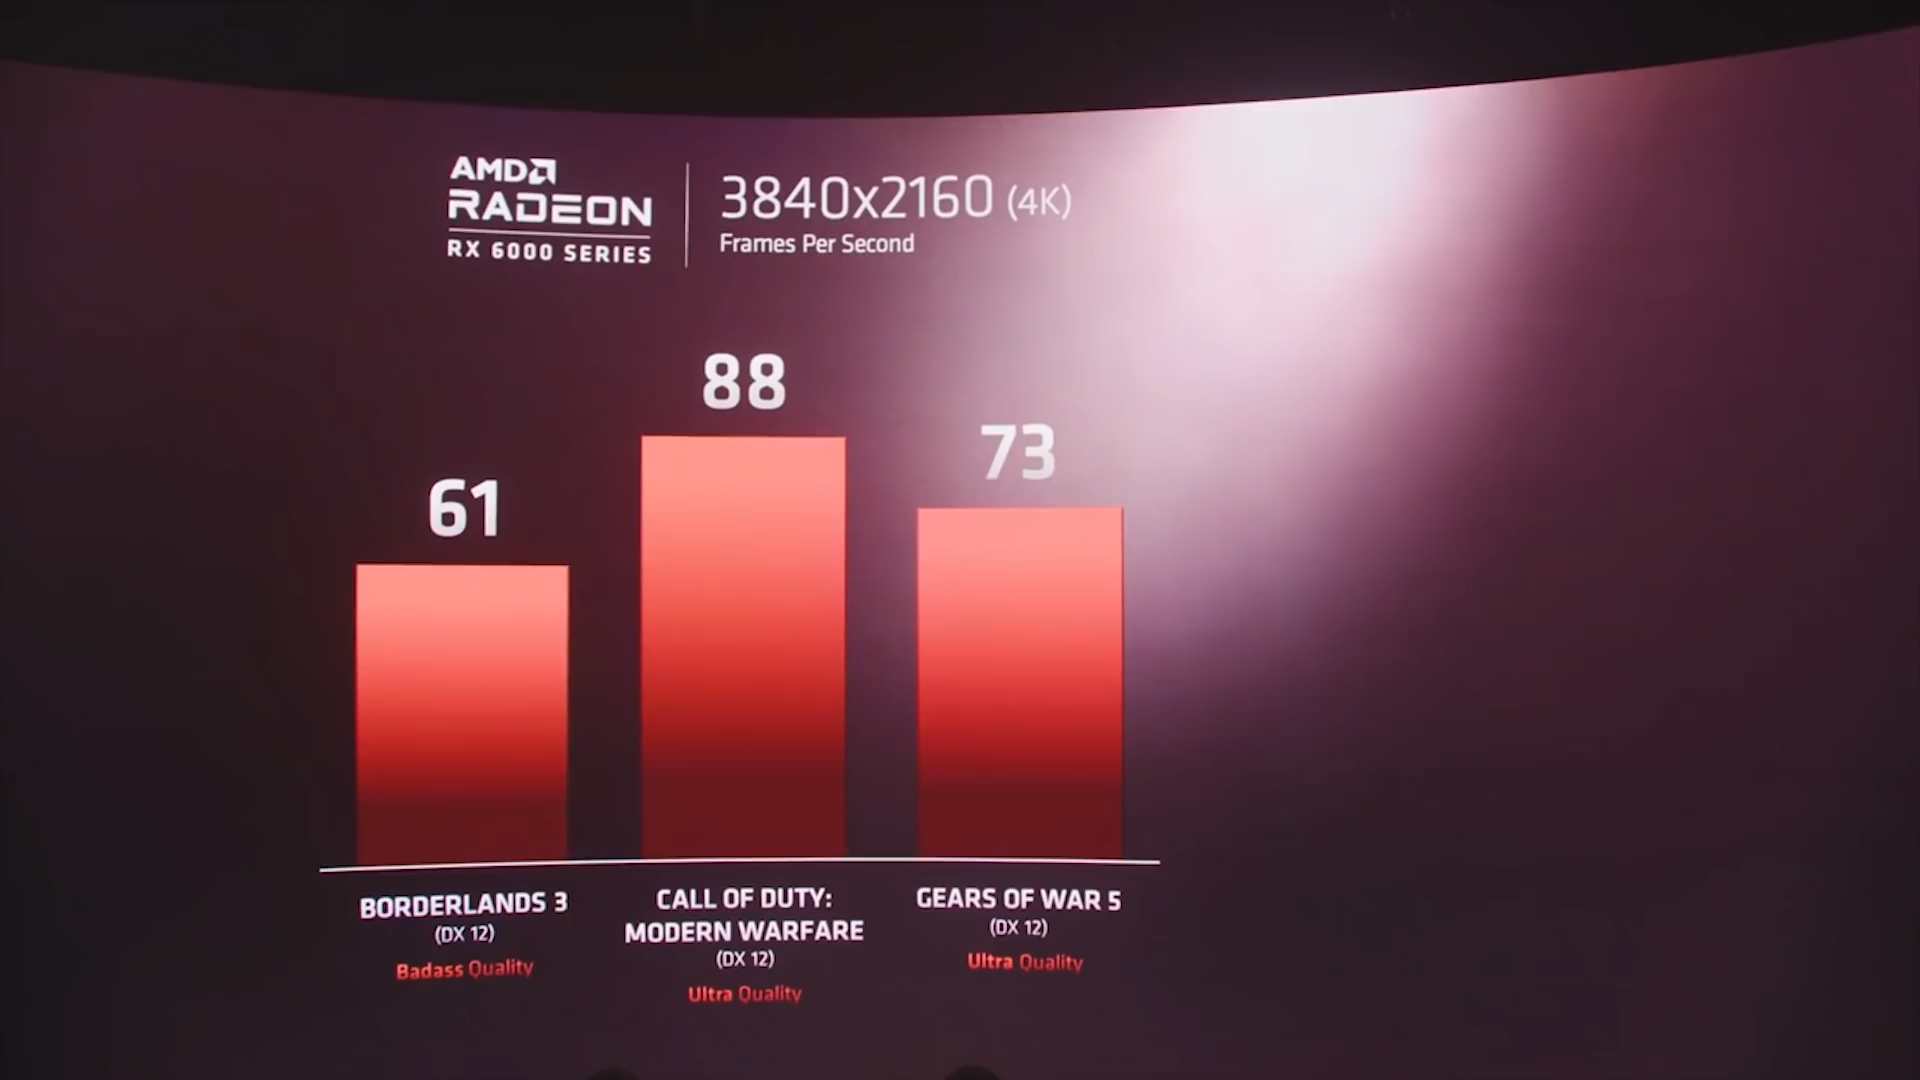 AMD
RADEON
RX 6000 SERIES
3840x2160 (4K)
Frames Per Second
61
88
73
BORDERLANDS 3
(DX 12)
Badass Quality
CALL OF DUTY:
MODERN WARFARE
(DX 12)
Ultra Quality
GEARS OF WAR 5
(DX 12)
Ultra Quality